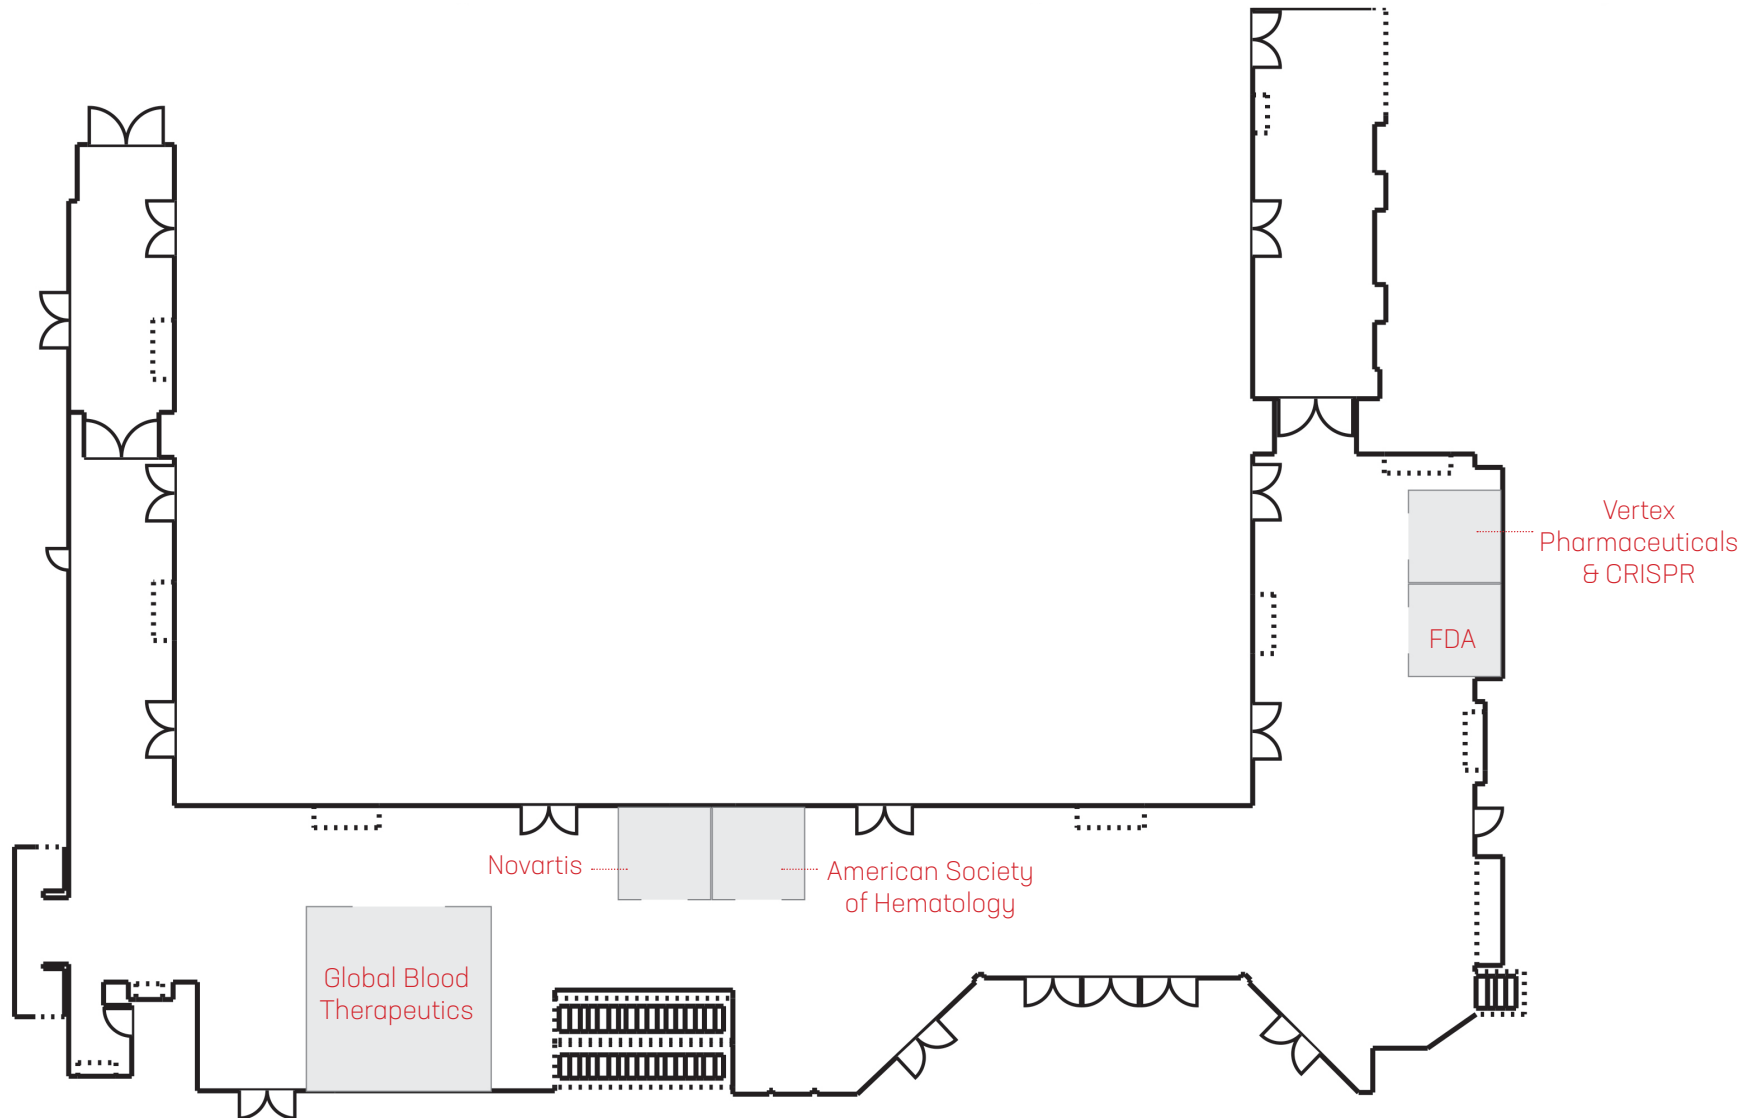 Vertex
Pharmaceuticals
& CRISPR
FDA
Novartis
American Society
of Hematology
Global Blood
Therapeutics